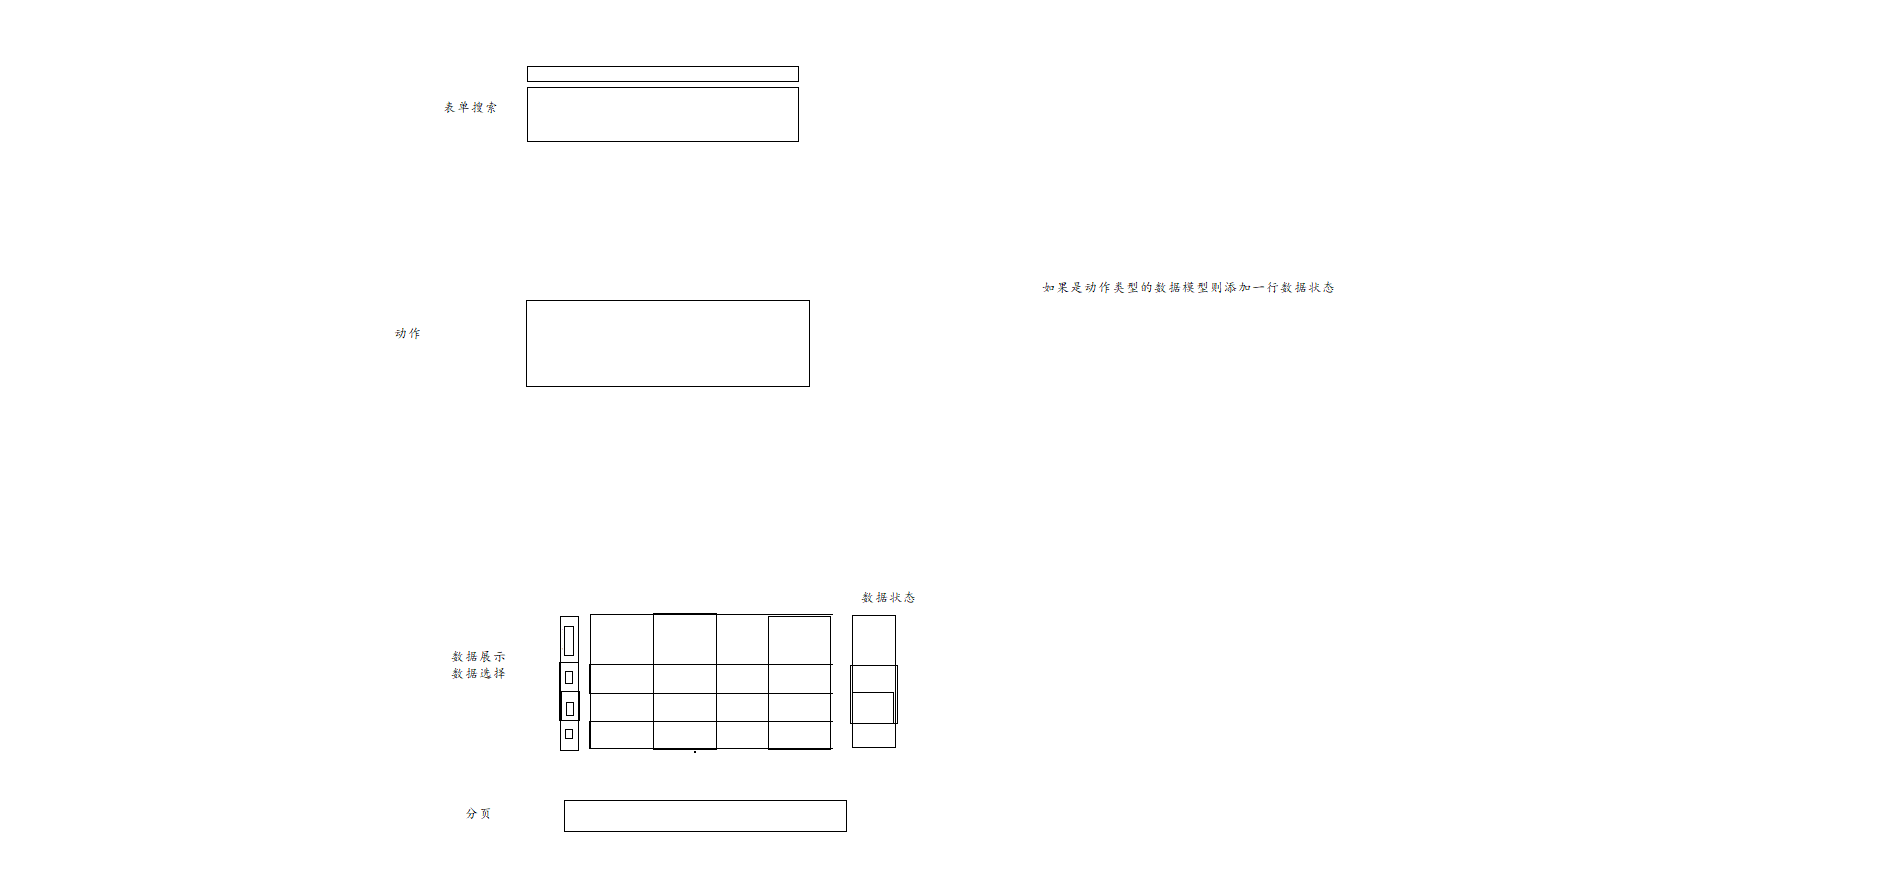 表单搜索
如果是动作类型的数据模型则添加一行数据状态
动作
数据状态
数据展示
数据选择
分页